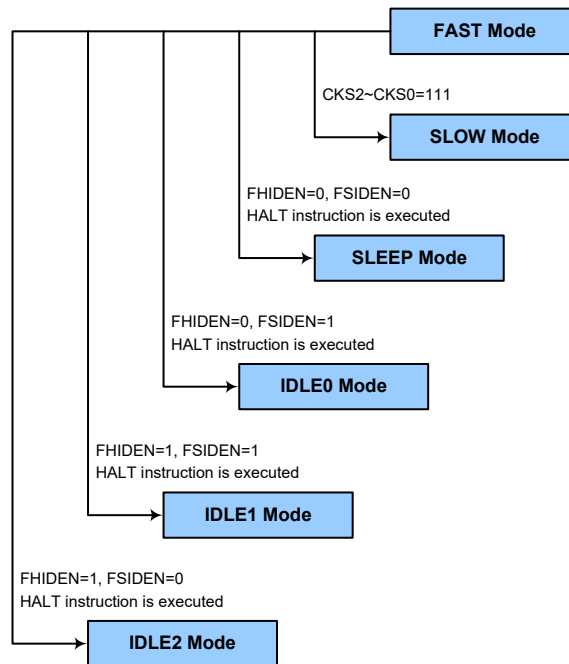 FAST Mode
CKS2~CKS0=111
SLOW Mode
FHIDEN=0, FSIDEN=0
HALT instruction is executed
SLEEP Mode
FHIDEN=0, FSIDEN=1
HALT instruction is executed
IDLE0 Mode
FHIDEN=1, FSIDEN=1
HALT instruction is executed
IDLE1 Mode
FHIDEN=1, FSIDEN=0
HALT instruction is executed
IDLE2 Mode